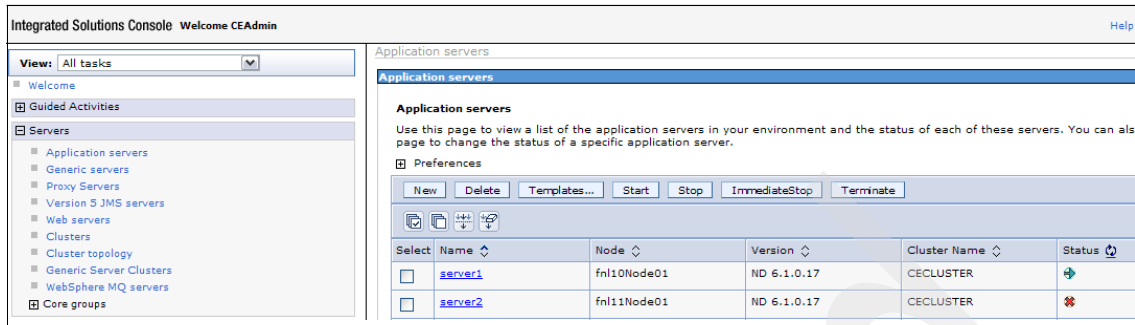 Integrated Solutions Console Welcome CEAdmin
Help
View: All tasks
Welcome
Guided Activities
Servers
Application servers
Generic servers
Proxy Servers
Version 5 JMS servers
Web servers
Clusters
Cluster topology
Generic Server Clusters
WebSphere MQ servers
Core groups
Application servers
Application servers
Application servers
Use this page to view a list of the application servers in your environment and the status of each of these servers. You can als
page to change the status of a specific application server.
Preferences
New Delete Templates... Start Stop ImmediateStop Terminate
Select Name Node Version Cluster Name Status
server1 fnl10Node01 ND 6.1.0.17 CECLUSTER
server2 fnl11Node01 ND 6.1.0.17 CECLUSTER